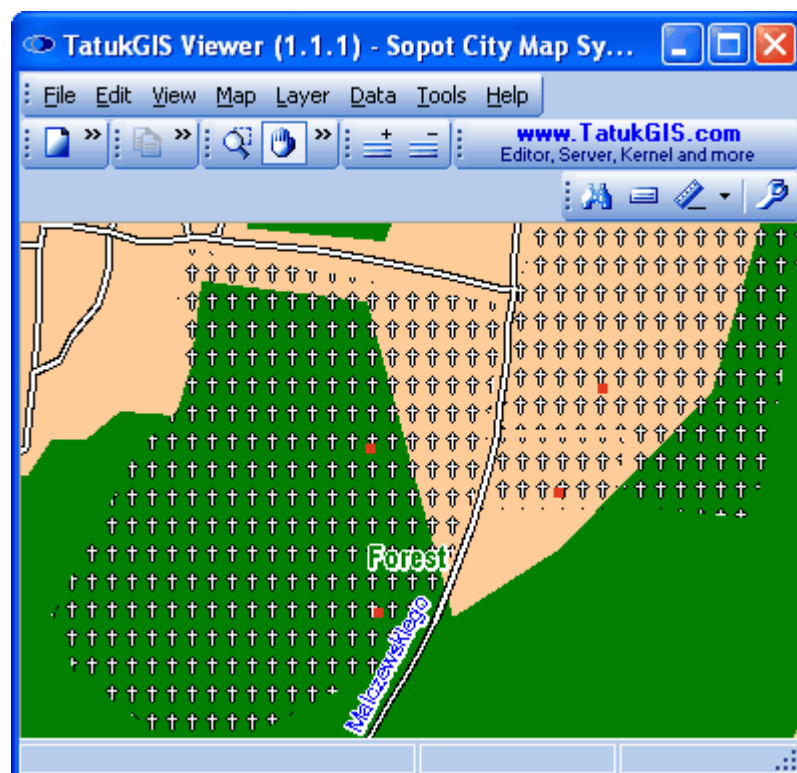 TatukGIS Viewer (1.1.1) - Sopot City Map Sy...
File Edit View Map Layer Data Tools Help
www.TatukGIS.com
Editor, Server, Kernel and more
Forest
Malczewskiego